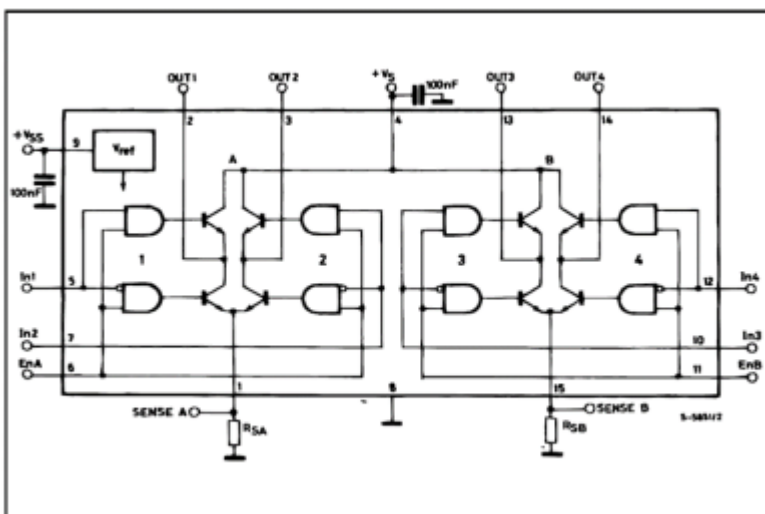 OUT1
OUT2
+Vs
100nF
OUT3
OUT4
2
3
4
13
14
+Vss
9
Vref
100nF
A
B
1
2
3
4
In1
5
12
In4
In2
7
10
In3
EnA
6
11
EnB
1
8
15
SENSE A
RSA
SENSE B
RSB